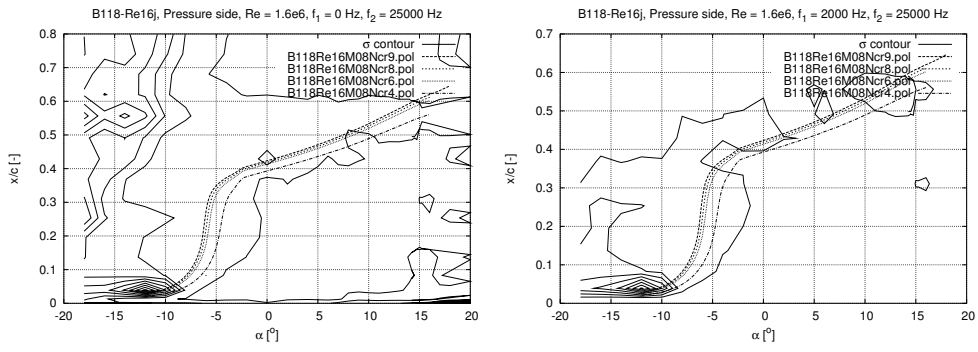 B118-Re16j, Pressure side, Re = 1.6e6, f₁ = 0 Hz, f₂ = 25000 Hz
σ contour
B118Re16M08Ncr9.pol
B118Re16M08Ncr8.pol
B118Re16M08Ncr6.pol
B118Re16M08Ncr4.pol
x/c [-]
0.8
0.7
0.6
0.5
0.4
0.3
0.2
0.1
0
-20 -15 -10 -5 0 5 10 15 20
α [°]
B118-Re16j, Pressure side, Re = 1.6e6, f₁ = 2000 Hz, f₂ = 25000 Hz
σ contour
B118Re16M08Ncr9.pol
B118Re16M08Ncr8.pol
B118Re16M08Ncr6.pol
B118Re16M08Ncr4.pol
x/c [-]
0.7
0.6
0.5
0.4
0.3
0.2
0.1
0
-20 -15 -10 -5 0 5 10 15 20
α [°]